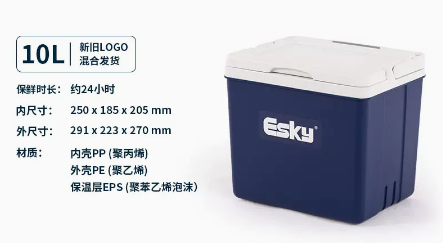 10L
新旧LOGO
混合发货
保鲜时长： 约24小时
内尺寸： 250 x 185 x 205 mm
外尺寸： 291 x 223 x 270 mm
材质： 内壳PP (聚丙烯)
外壳PE (聚乙烯)
保温层EPS (聚苯乙烯泡沫)
Esky